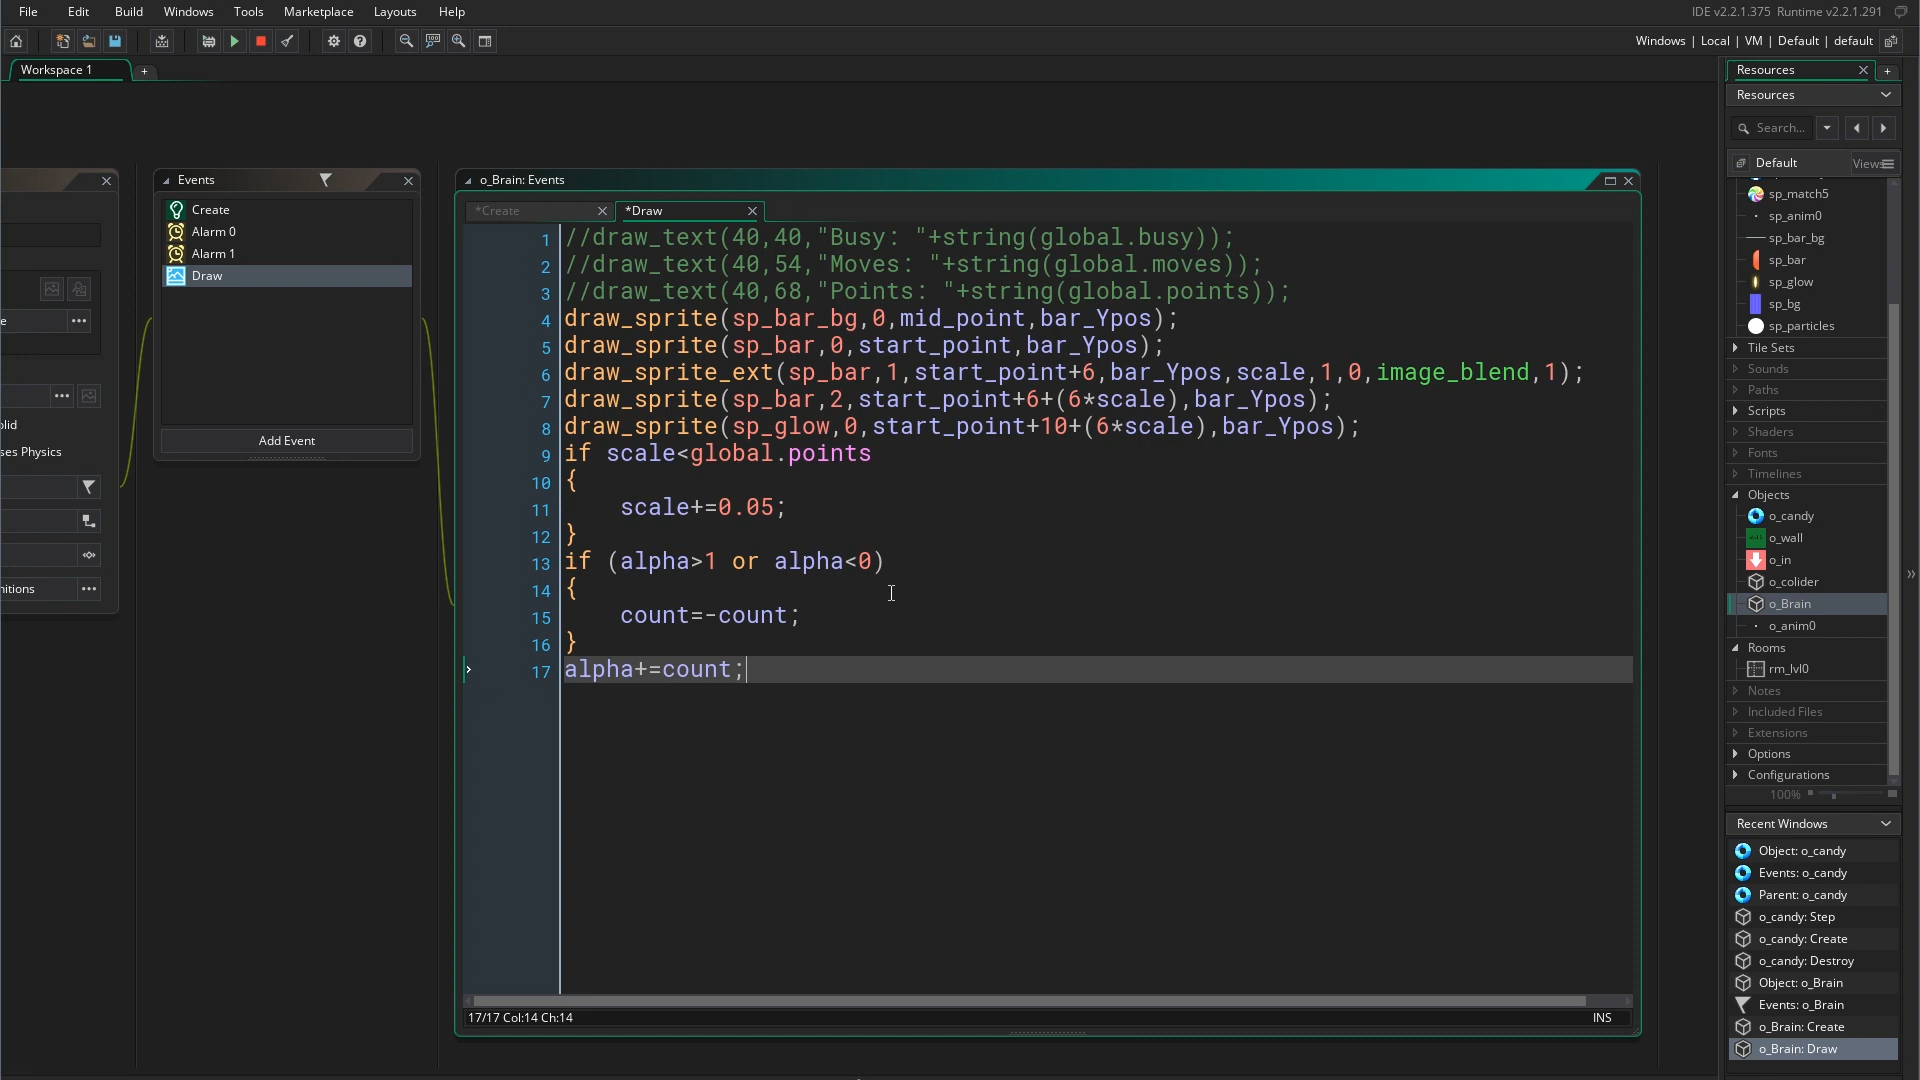 File Edit Build Windows Tools Marketplace Layouts Help
IDE v2.2.1.375 Runtime v2.2.1.291
Windows | Local | VM | Default | default
Workspace 1
+
Events
Create
Alarm 0
Alarm 1
Draw
Add Event
e
olid
ses Physics
nitions
o_Brain: Events
*Create
*Draw
1 //draw_text(40,40,"Busy: "+string(global.busy));
2 //draw_text(40,54,"Moves: "+string(global.moves));
3 //draw_text(40,68,"Points: "+string(global.points));
4 draw_sprite(sp_bar_bg,0,mid_point,bar_Ypos);
5 draw_sprite(sp_bar,0,start_point,bar_Ypos);
6 draw_sprite_ext(sp_bar,1,start_point+6,bar_Ypos,scale,1,0,image_blend,1);
7 draw_sprite(sp_bar,2,start_point+6+(6*scale),bar_Ypos);
8 draw_sprite(sp_glow,0,start_point+10+(6*scale),bar_Ypos);
9 if scale<global.points
10 {
11     scale+=0.05;
12 }
13 if (alpha>1 or alpha<0)
14 {
15     count=-count;
16 }
17 alpha+=count;
17/17 Col:14 Ch:14
INS
Resources
+
Resources
Search...
Default
Views
sp_match5
sp_anim0
sp_bar_bg
sp_bar
sp_glow
sp_bg
sp_particles
Tile Sets
Sounds
Paths
Scripts
Shaders
Fonts
Timelines
Objects
o_candy
o_wall
o_in
o_colider
o_Brain
o_anim0
Rooms
rm_lvl0
Notes
Included Files
Extensions
Options
Configurations
100%
Recent Windows
Object: o_candy
Events: o_candy
Parent: o_candy
o_candy: Step
o_candy: Create
o_candy: Destroy
Object: o_Brain
Events: o_Brain
o_Brain: Create
o_Brain: Draw